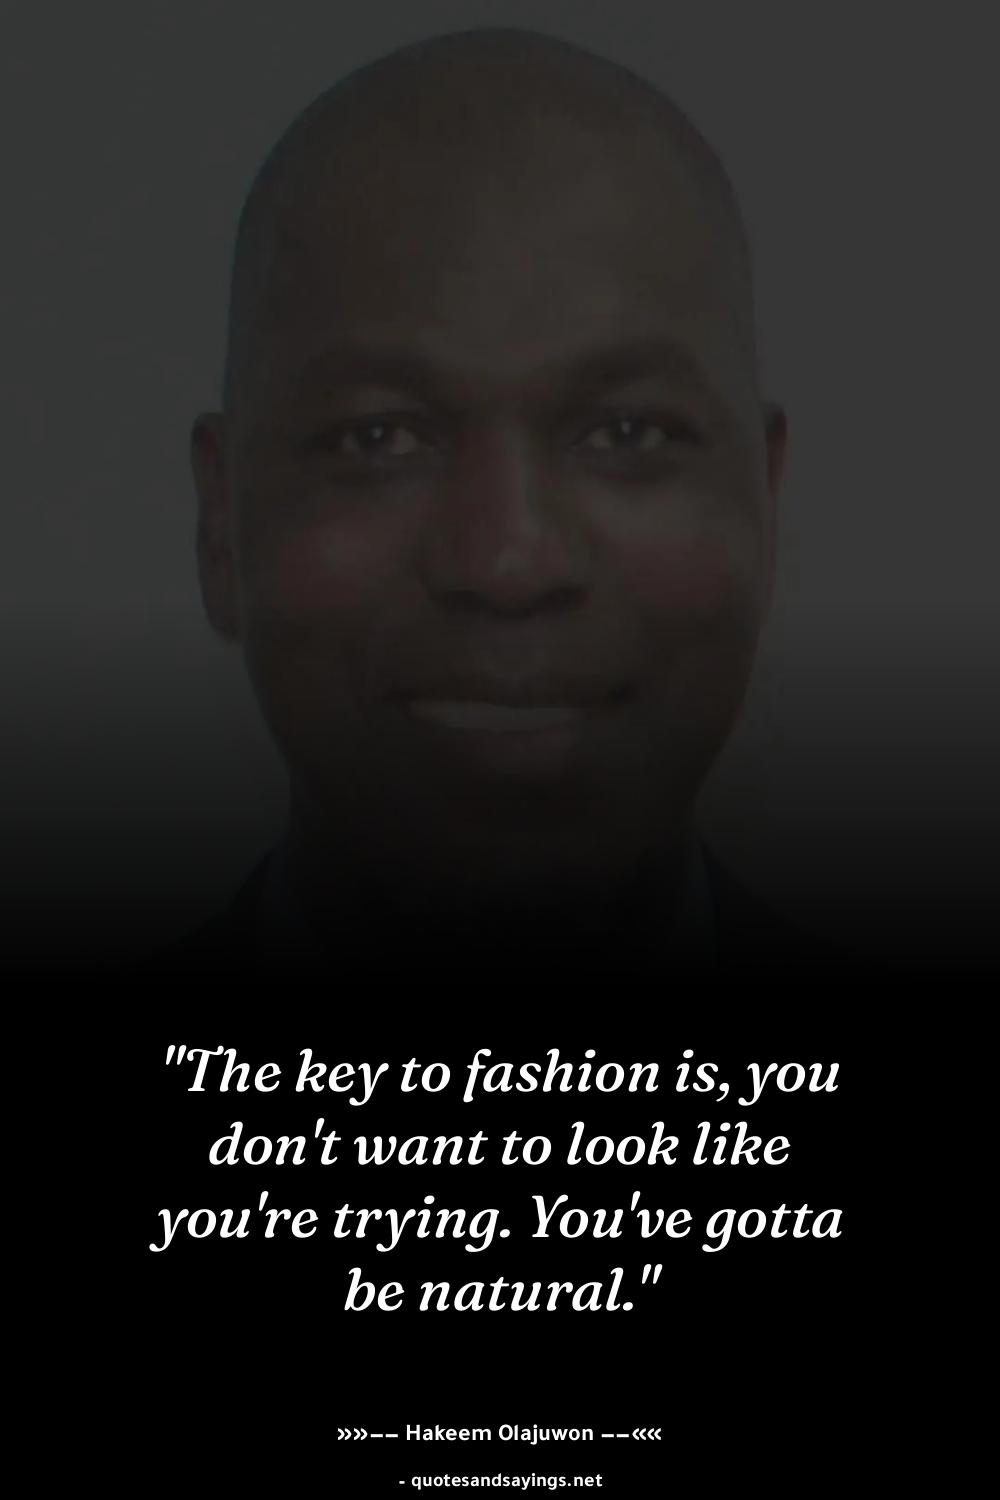 "The key to fashion is, you
don't want to look like
you're trying. You've gotta
be natural."
»»−− Hakeem Olajuwon −−««
- quotesandsayings.net